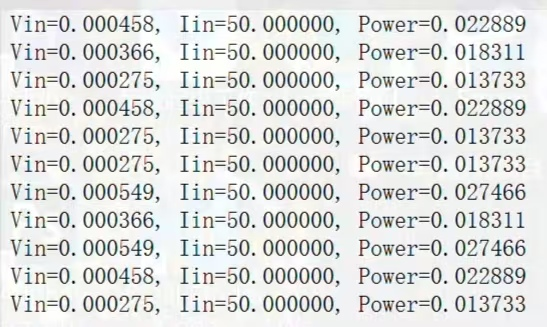 Vin=0.000458, Iin=50.000000, Power=0.022889
Vin=0.000366, Iin=50.000000, Power=0.018311
Vin=0.000275, Iin=50.000000, Power=0.013733
Vin=0.000458, Iin=50.000000, Power=0.022889
Vin=0.000275, Iin=50.000000, Power=0.013733
Vin=0.000275, Iin=50.000000, Power=0.013733
Vin=0.000549, Iin=50.000000, Power=0.027466
Vin=0.000366, Iin=50.000000, Power=0.018311
Vin=0.000549, Iin=50.000000, Power=0.027466
Vin=0.000458, Iin=50.000000, Power=0.022889
Vin=0.000275, Iin=50.000000, Power=0.013733